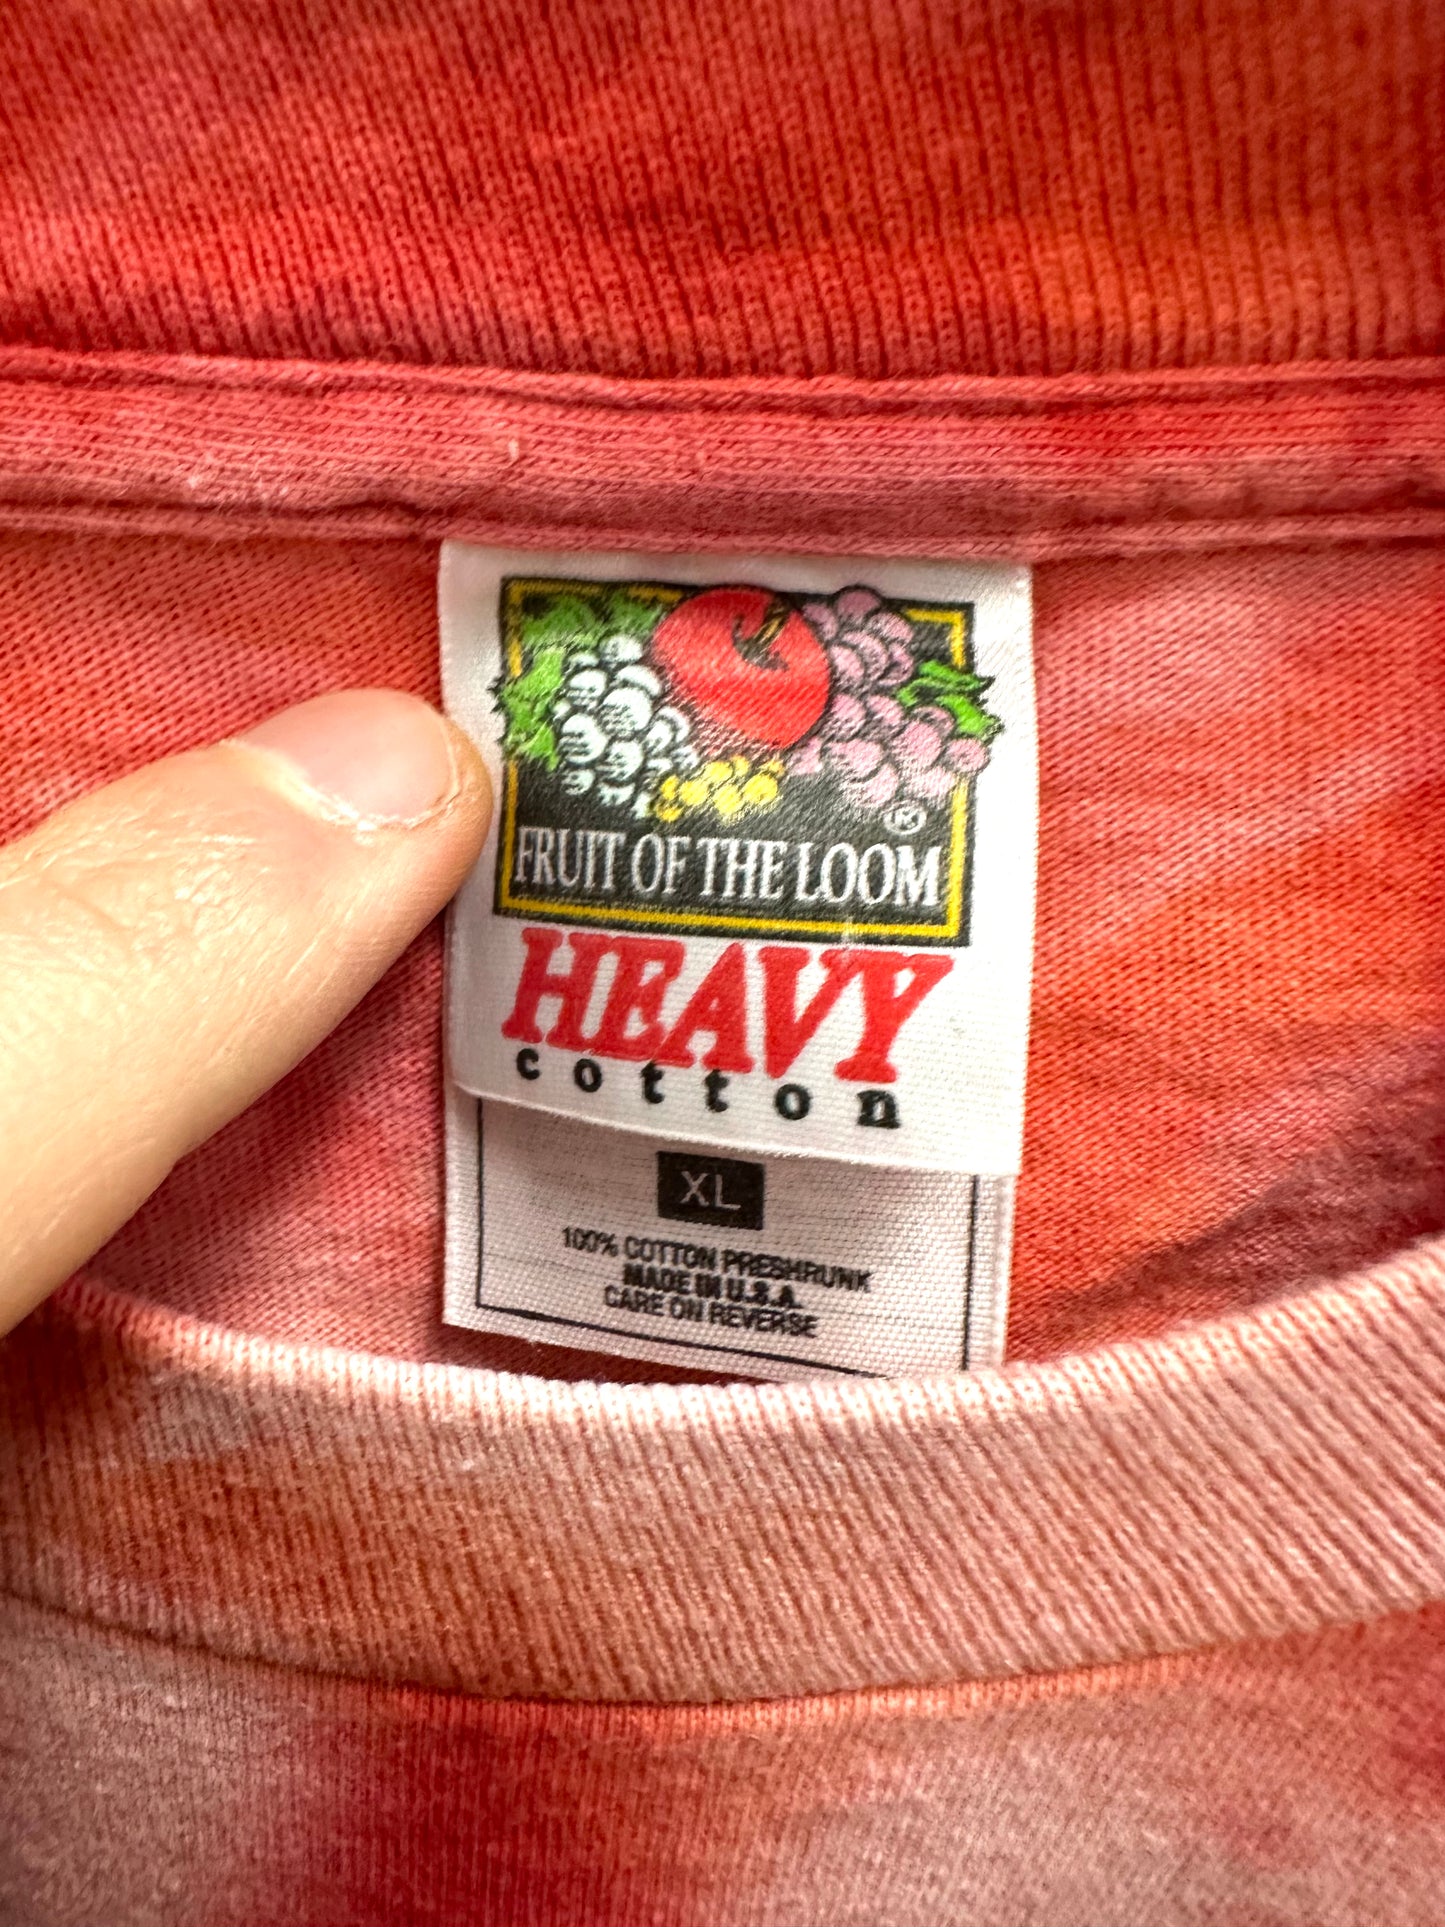 ®
FRUIT OF THE LOOM
HEAVY
cotton
XL
100% COTTON PRESHRUNK
MADE IN U.S.A.
CARE ON REVERSE